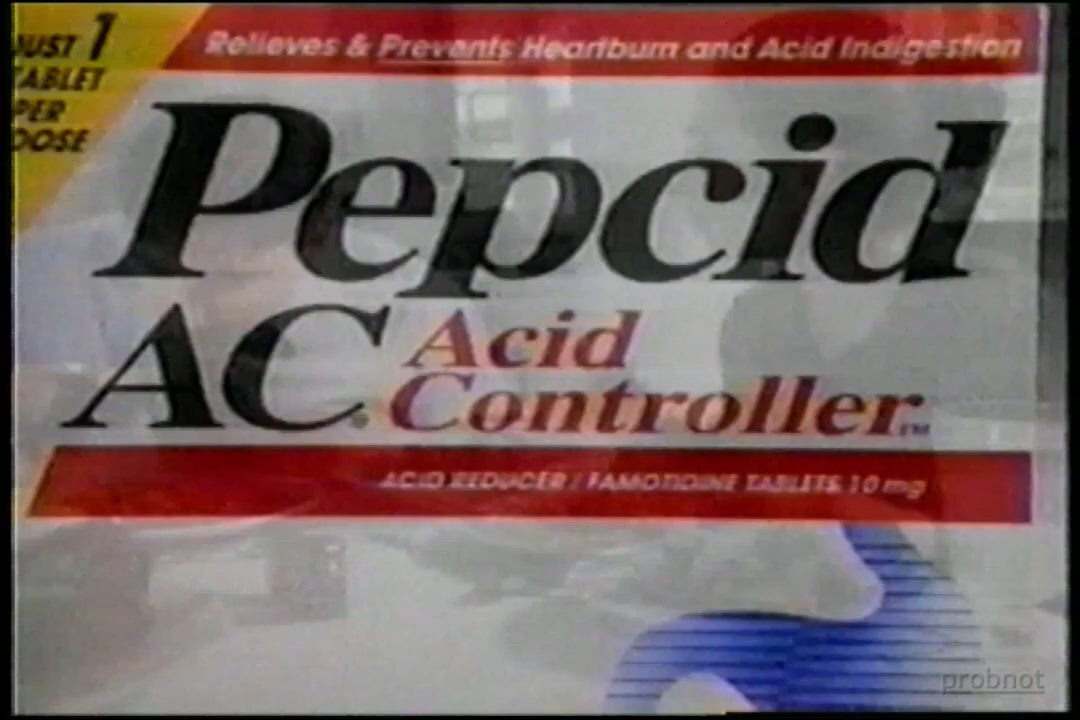 JUST 1
TABLET
PER
DOSE
Relieves & Prevents Heartburn and Acid Indigestion
Pepcid
AC® Acid
Controller™
ACID REDUCER / FAMOTIDINE TABLETS 10 mg
probnot